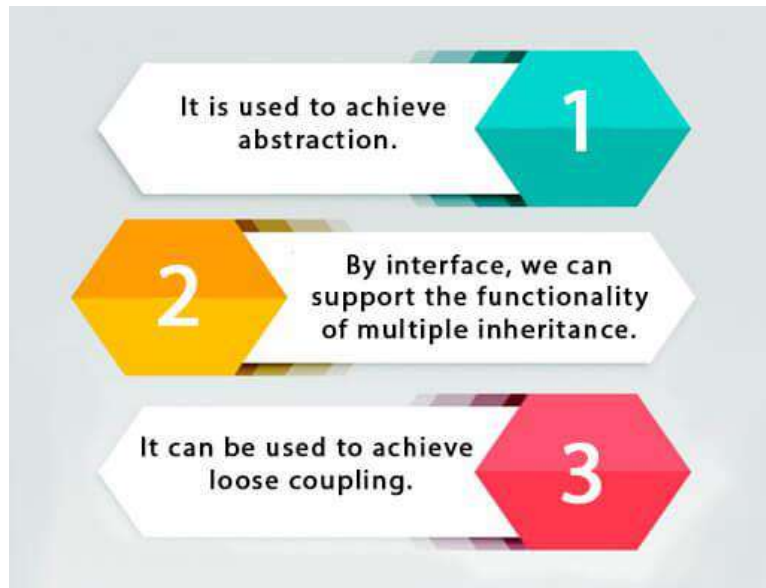 It is used to achieve
abstraction.
1
2
By interface, we can
support the functionality
of multiple inheritance.
It can be used to achieve
loose coupling.
3